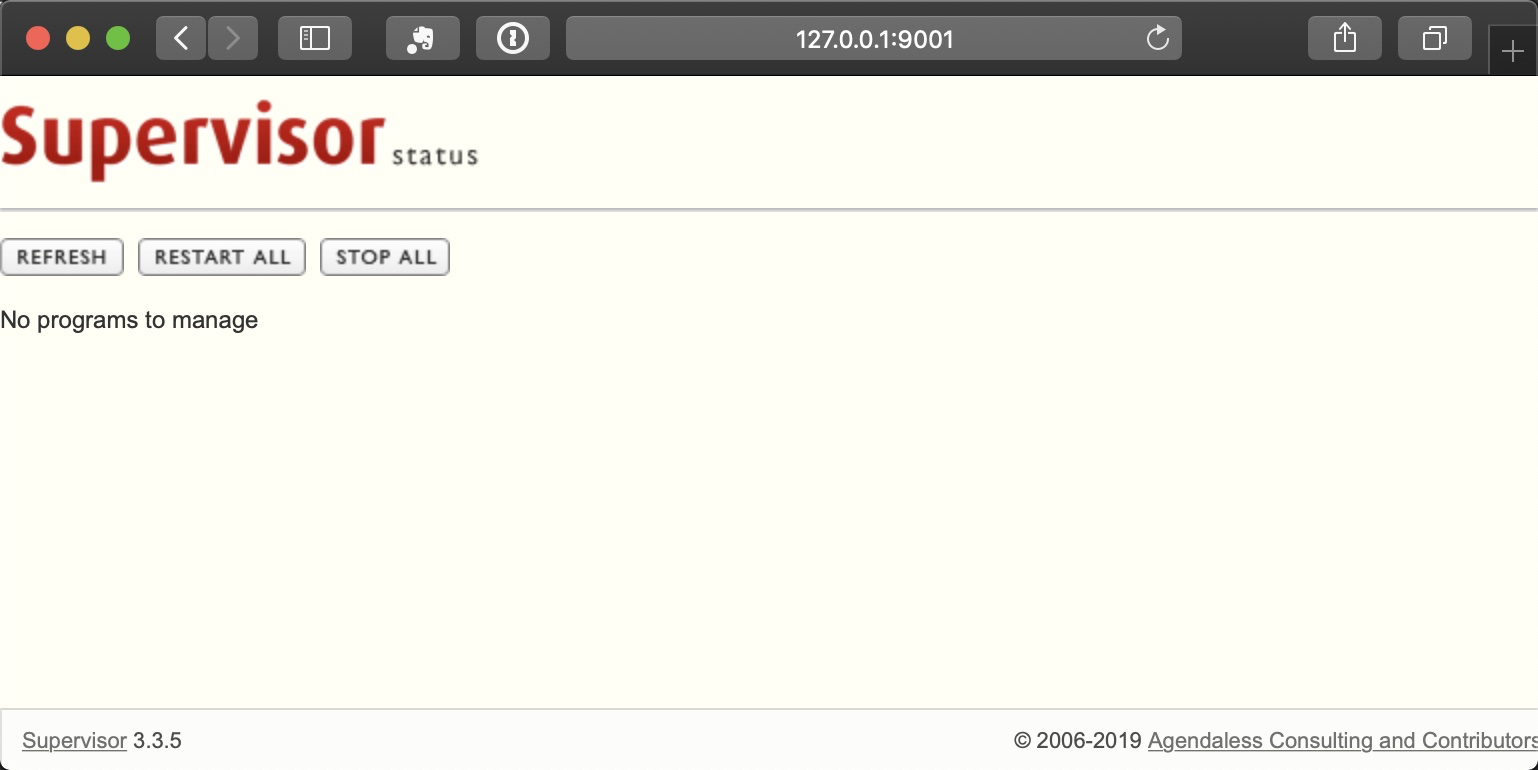 127.0.0.1:9001
Supervisor status
REFRESH RESTART ALL STOP ALL
No programs to manage
Supervisor 3.3.5 © 2006-2019 Agendaless Consulting and Contributors